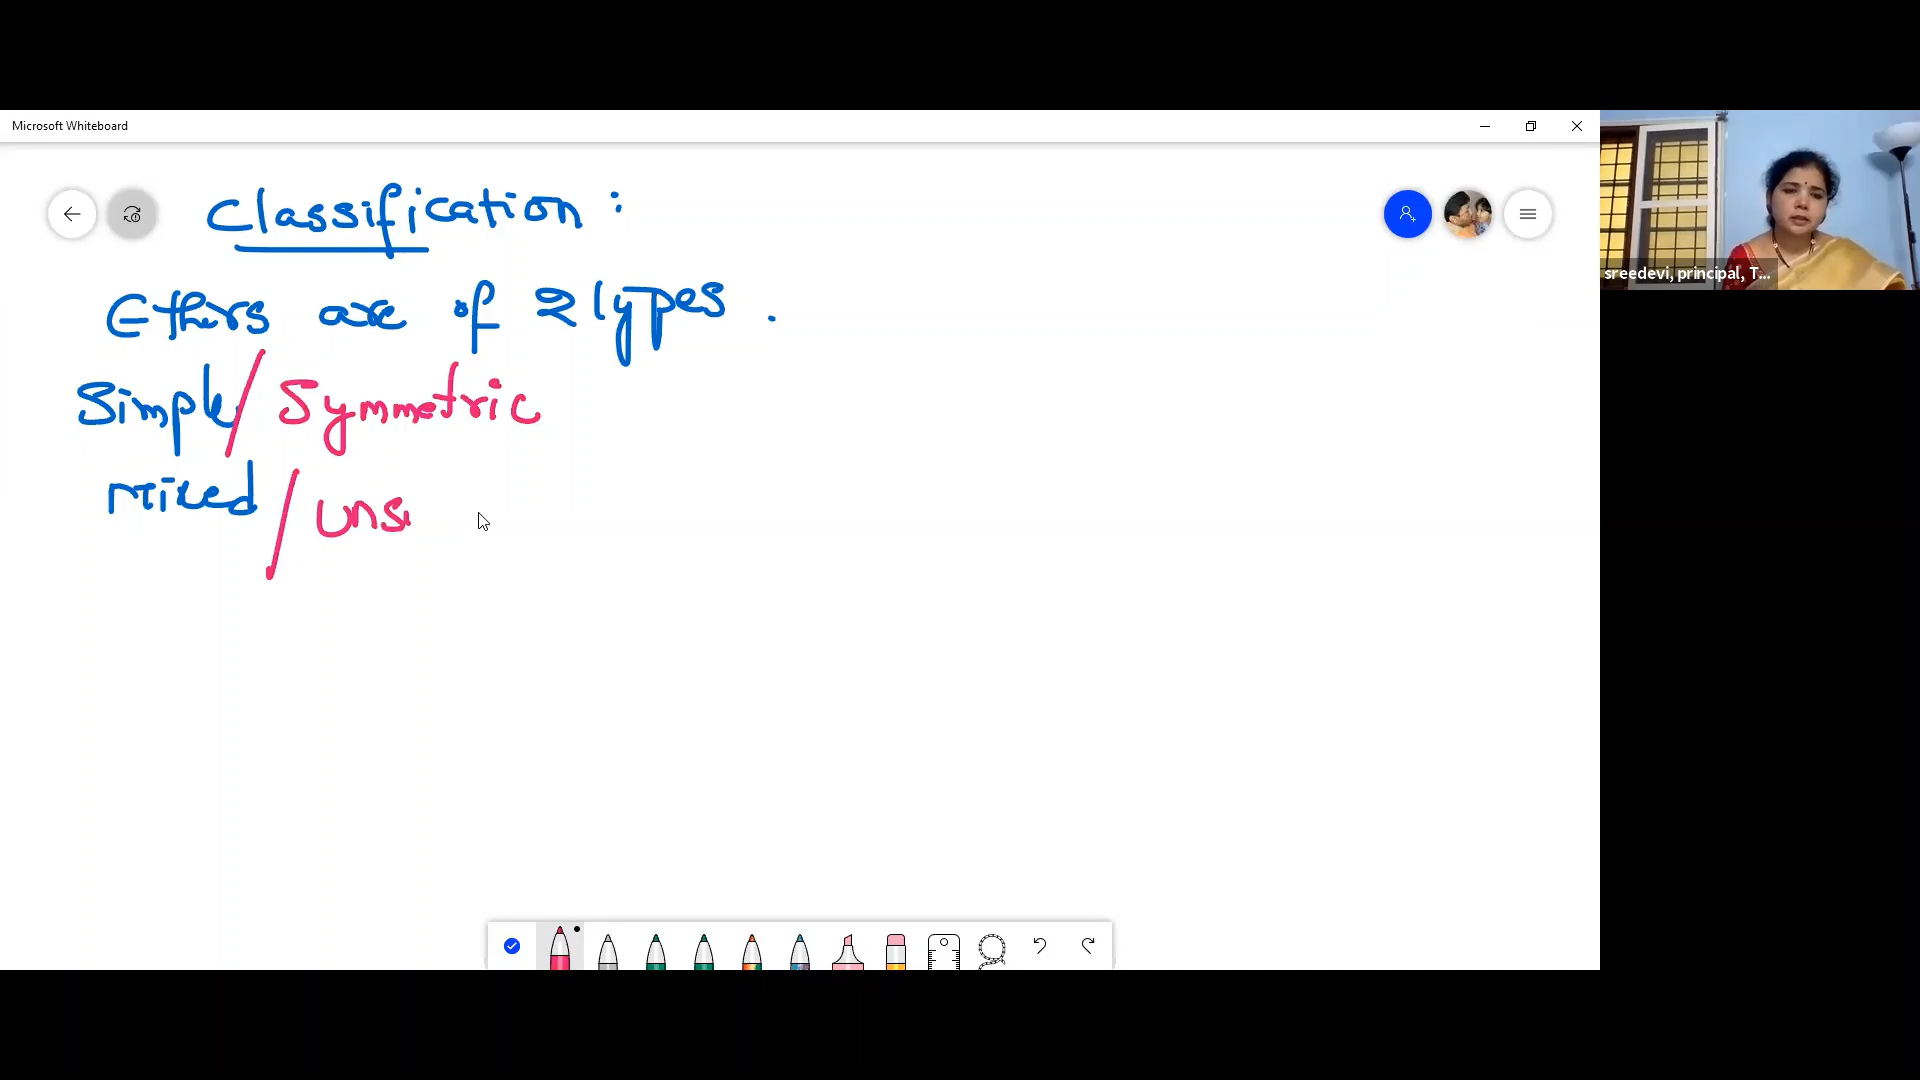 Microsoft Whiteboard
Classification :
Ethers are of 2 types .
Simple / Symmetric
Mixed / Uns
sreedevi, principal, T...